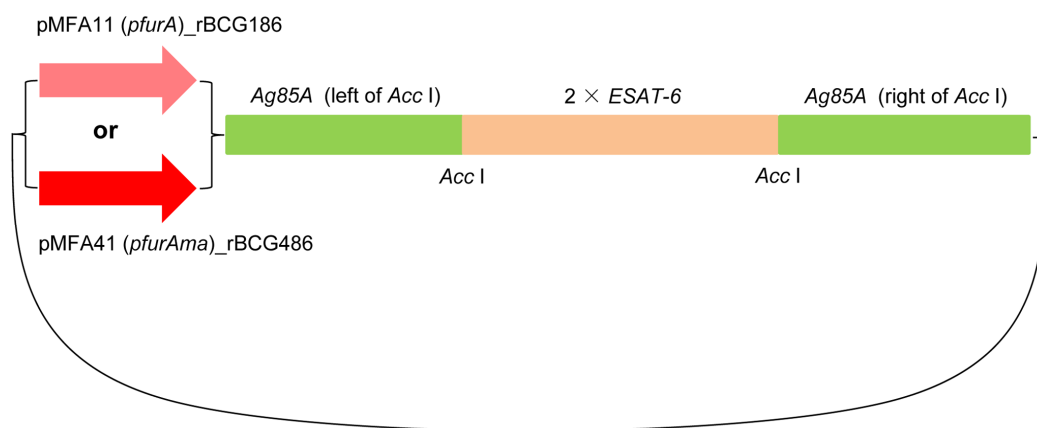 pMFA11 (pfurA)_rBCG186
or
pMFA41 (pfurAma)_rBCG486
Ag85A (left of Acc I)
2 × ESAT-6
Ag85A (right of Acc I)
Acc I
Acc I